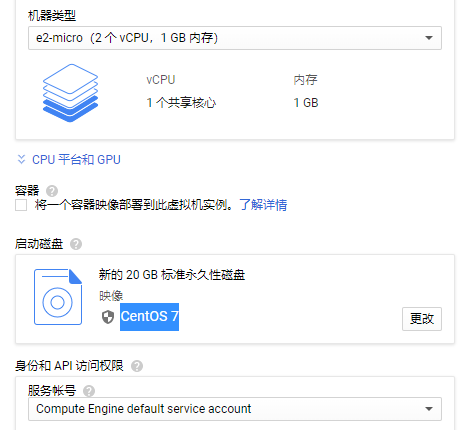 机器类型
e2-micro（2 个 vCPU，1 GB 内存）
vCPU 内存
1 个共享核心 1 GB
CPU 平台和 GPU
容器
将一个容器映像部署到此虚拟机实例。了解详情
启动磁盘
新的 20 GB 标准永久性磁盘
映像
CentOS 7 更改
身份和 API 访问权限
服务帐号
Compute Engine default service account